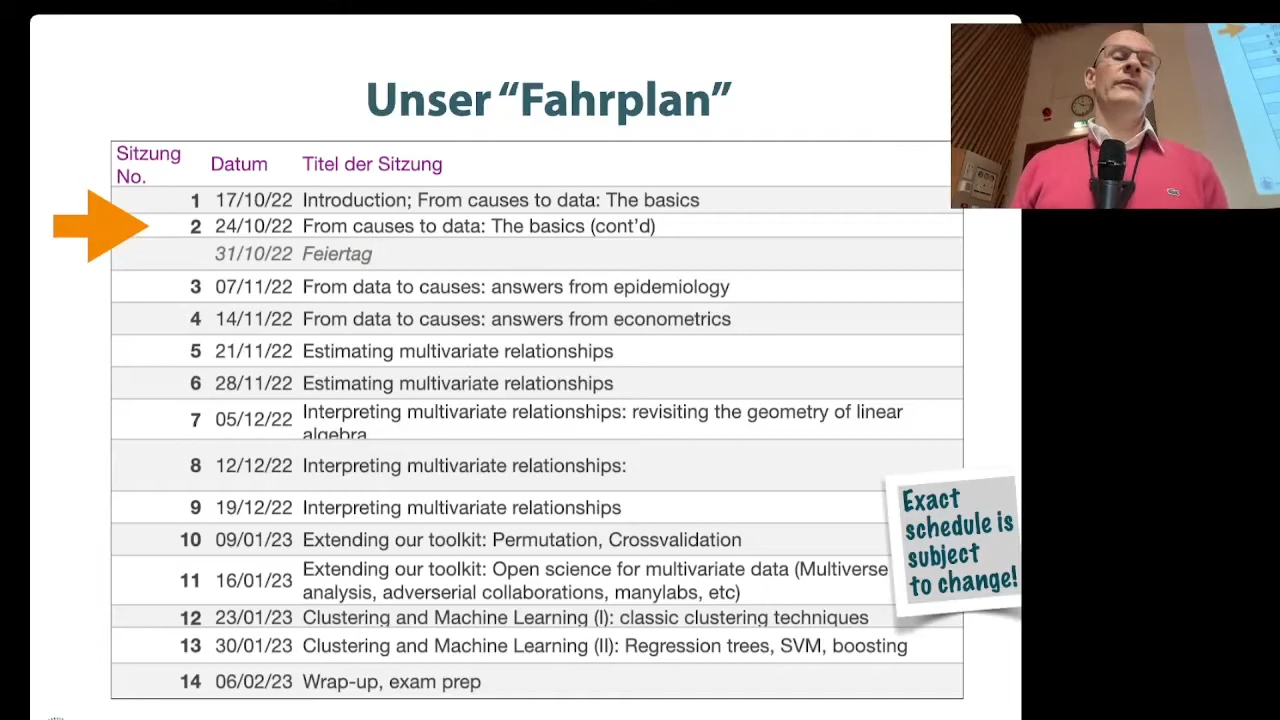 Unser “Fahrplan”
Sitzung
No.
Datum
Titel der Sitzung
1 17/10/22 Introduction; From causes to data: The basics
2 24/10/22 From causes to data: The basics (cont’d)
31/10/22 Feiertag
3 07/11/22 From data to causes: answers from epidemiology
4 14/11/22 From data to causes: answers from econometrics
5 21/11/22 Estimating multivariate relationships
6 28/11/22 Estimating multivariate relationships
7 05/12/22 Interpreting multivariate relationships: revisiting the geometry of linear
algebra
8 12/12/22 Interpreting multivariate relationships:
9 19/12/22 Interpreting multivariate relationships
10 09/01/23 Extending our toolkit: Permutation, Crossvalidation
11 16/01/23 Extending our toolkit: Open science for multivariate data (Multiverse
analysis, adverserial collaborations, manylabs, etc)
12 23/01/23 Clustering and Machine Learning (I): classic clustering techniques
13 30/01/23 Clustering and Machine Learning (II): Regression trees, SVM, boosting
14 06/02/23 Wrap-up, exam prep
Exact
schedule is
subject
to change!